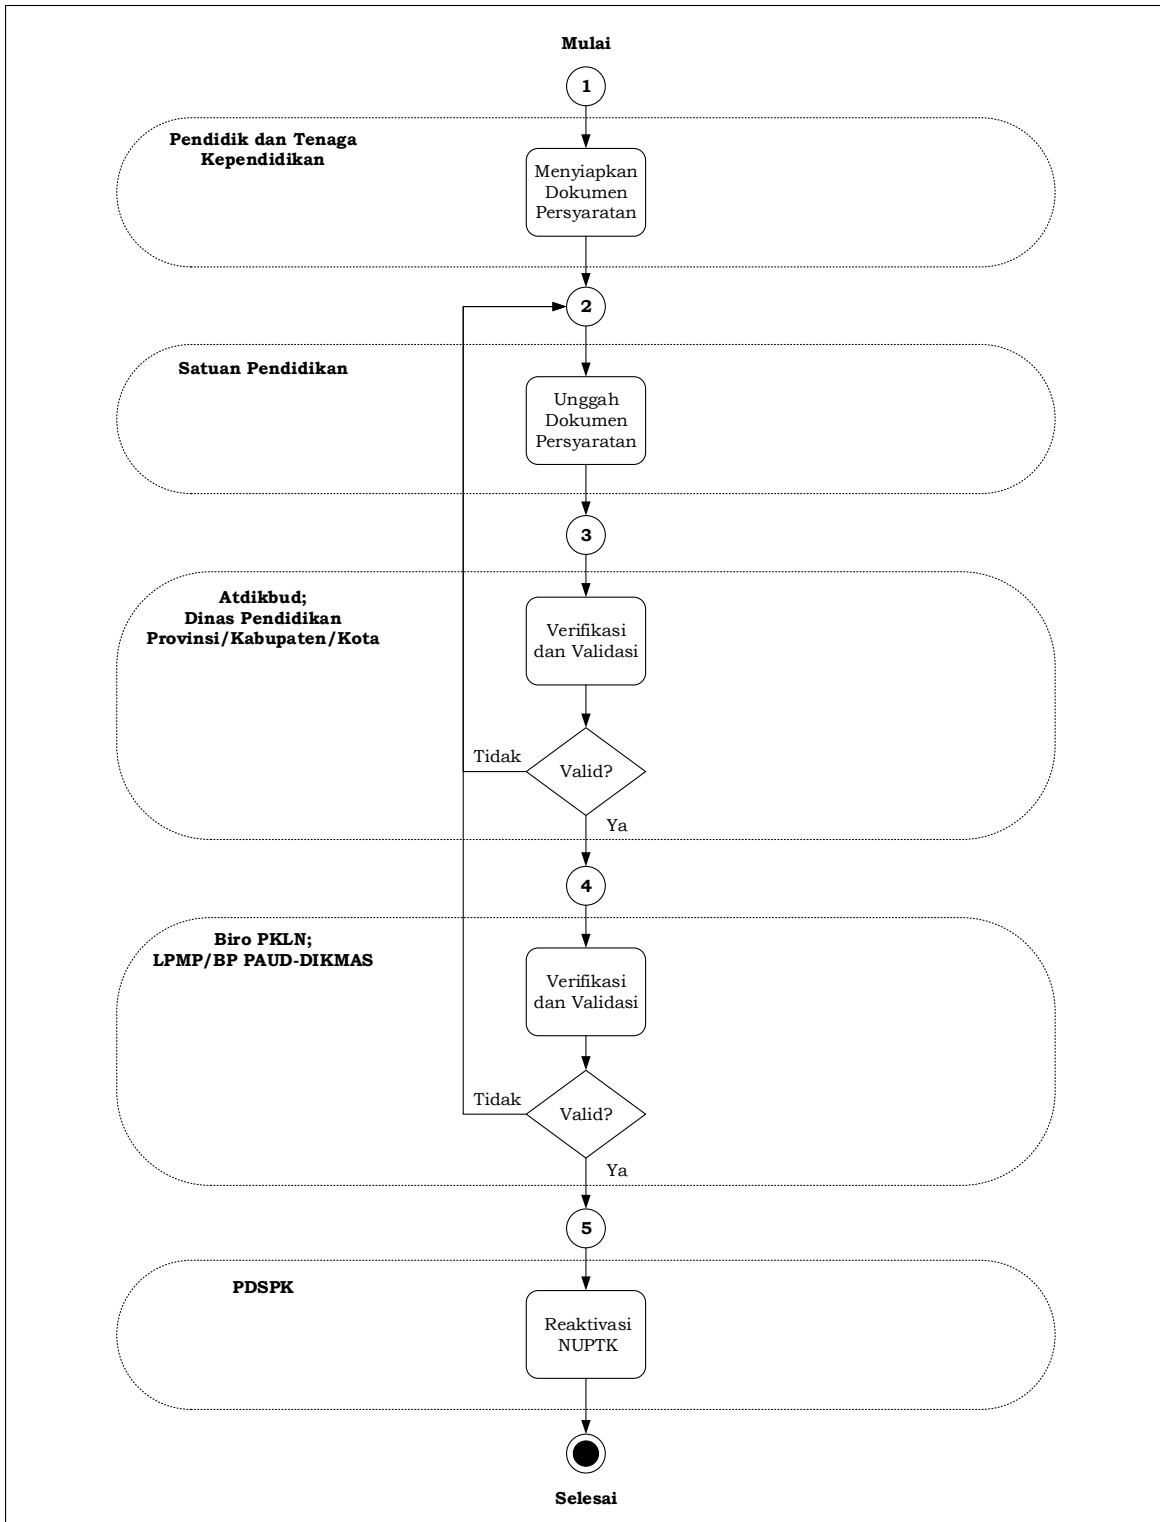 Mulai
1
Pendidik dan Tenaga
Kependidikan
Menyiapkan
Dokumen
Persyaratan
2
Satuan Pendidikan
Unggah
Dokumen
Persyaratan
3
Atdikbud;
Dinas Pendidikan
Provinsi/Kabupaten/Kota
Verifikasi
dan Validasi
Tidak
Valid?
Ya
4
Biro PKLN;
LPMP/BP PAUD-DIKMAS
Verifikasi
dan Validasi
Tidak
Valid?
Ya
5
PDSPK
Reaktivasi
NUPTK
Selesai